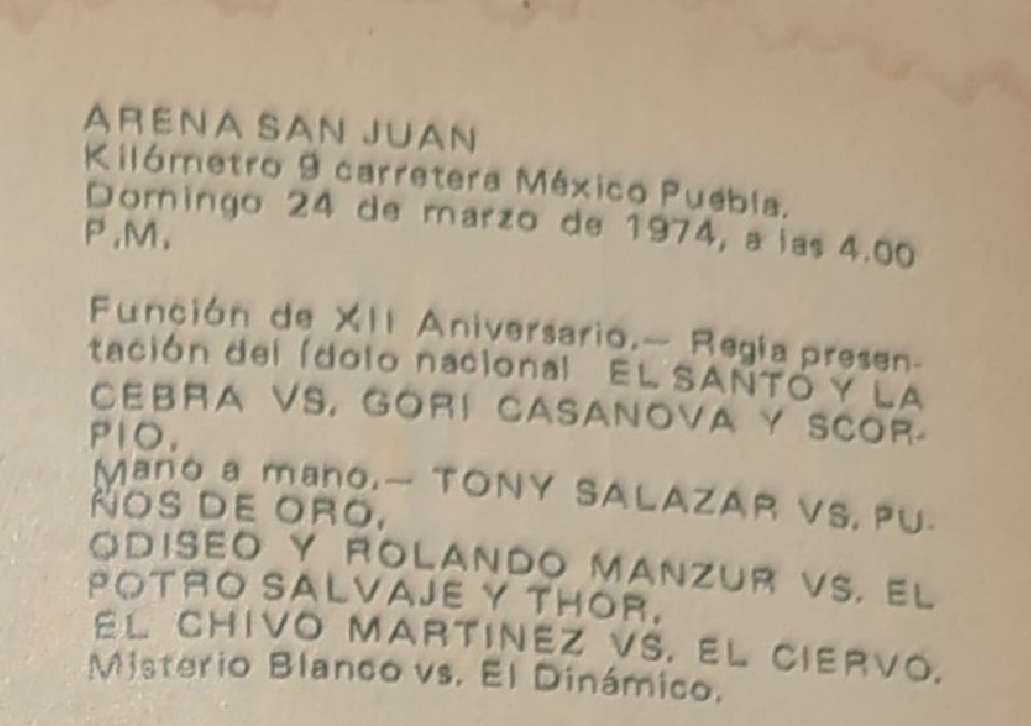 ARENA SAN JUAN
Kilómetro 9 carretera México Puebla.
Domingo 24 de marzo de 1974, a las 4.00
P.M.
Función de XII Aniversario.— Regía presen-
tación del ídolo nacional EL SANTO Y LA
CEBRA VS. GORI CASANOVA Y SCOR-
PIO.
Mano a mano.— TONY SALAZAR VS. PU-
ÑOS DE ORO.
ODISEO Y ROLANDO MANZUR VS. EL
POTRO SALVAJE Y THOR.
EL CHIVO MARTINEZ VS. EL CIERVO.
Misterio Blanco vs. El Dinámico.